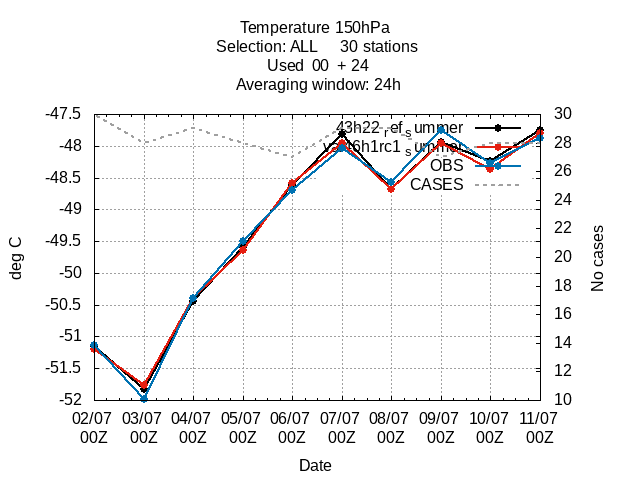 Temperature 150hPa
Selection: ALL 30 stations
Used 00 + 24
Averaging window: 24h
-47.5
-48
-48.5
-49
-49.5
-50
-50.5
-51
-51.5
-52
deg C
30
28
26
24
22
20
18
16
14
12
10
No cases
43h22_ref_summer
OBS
CASES
02/07 03/07 04/07 05/07 06/07 07/07 08/07 09/07 10/07 11/07
00Z 00Z 00Z 00Z 00Z 00Z 00Z 00Z 00Z 00Z
Date